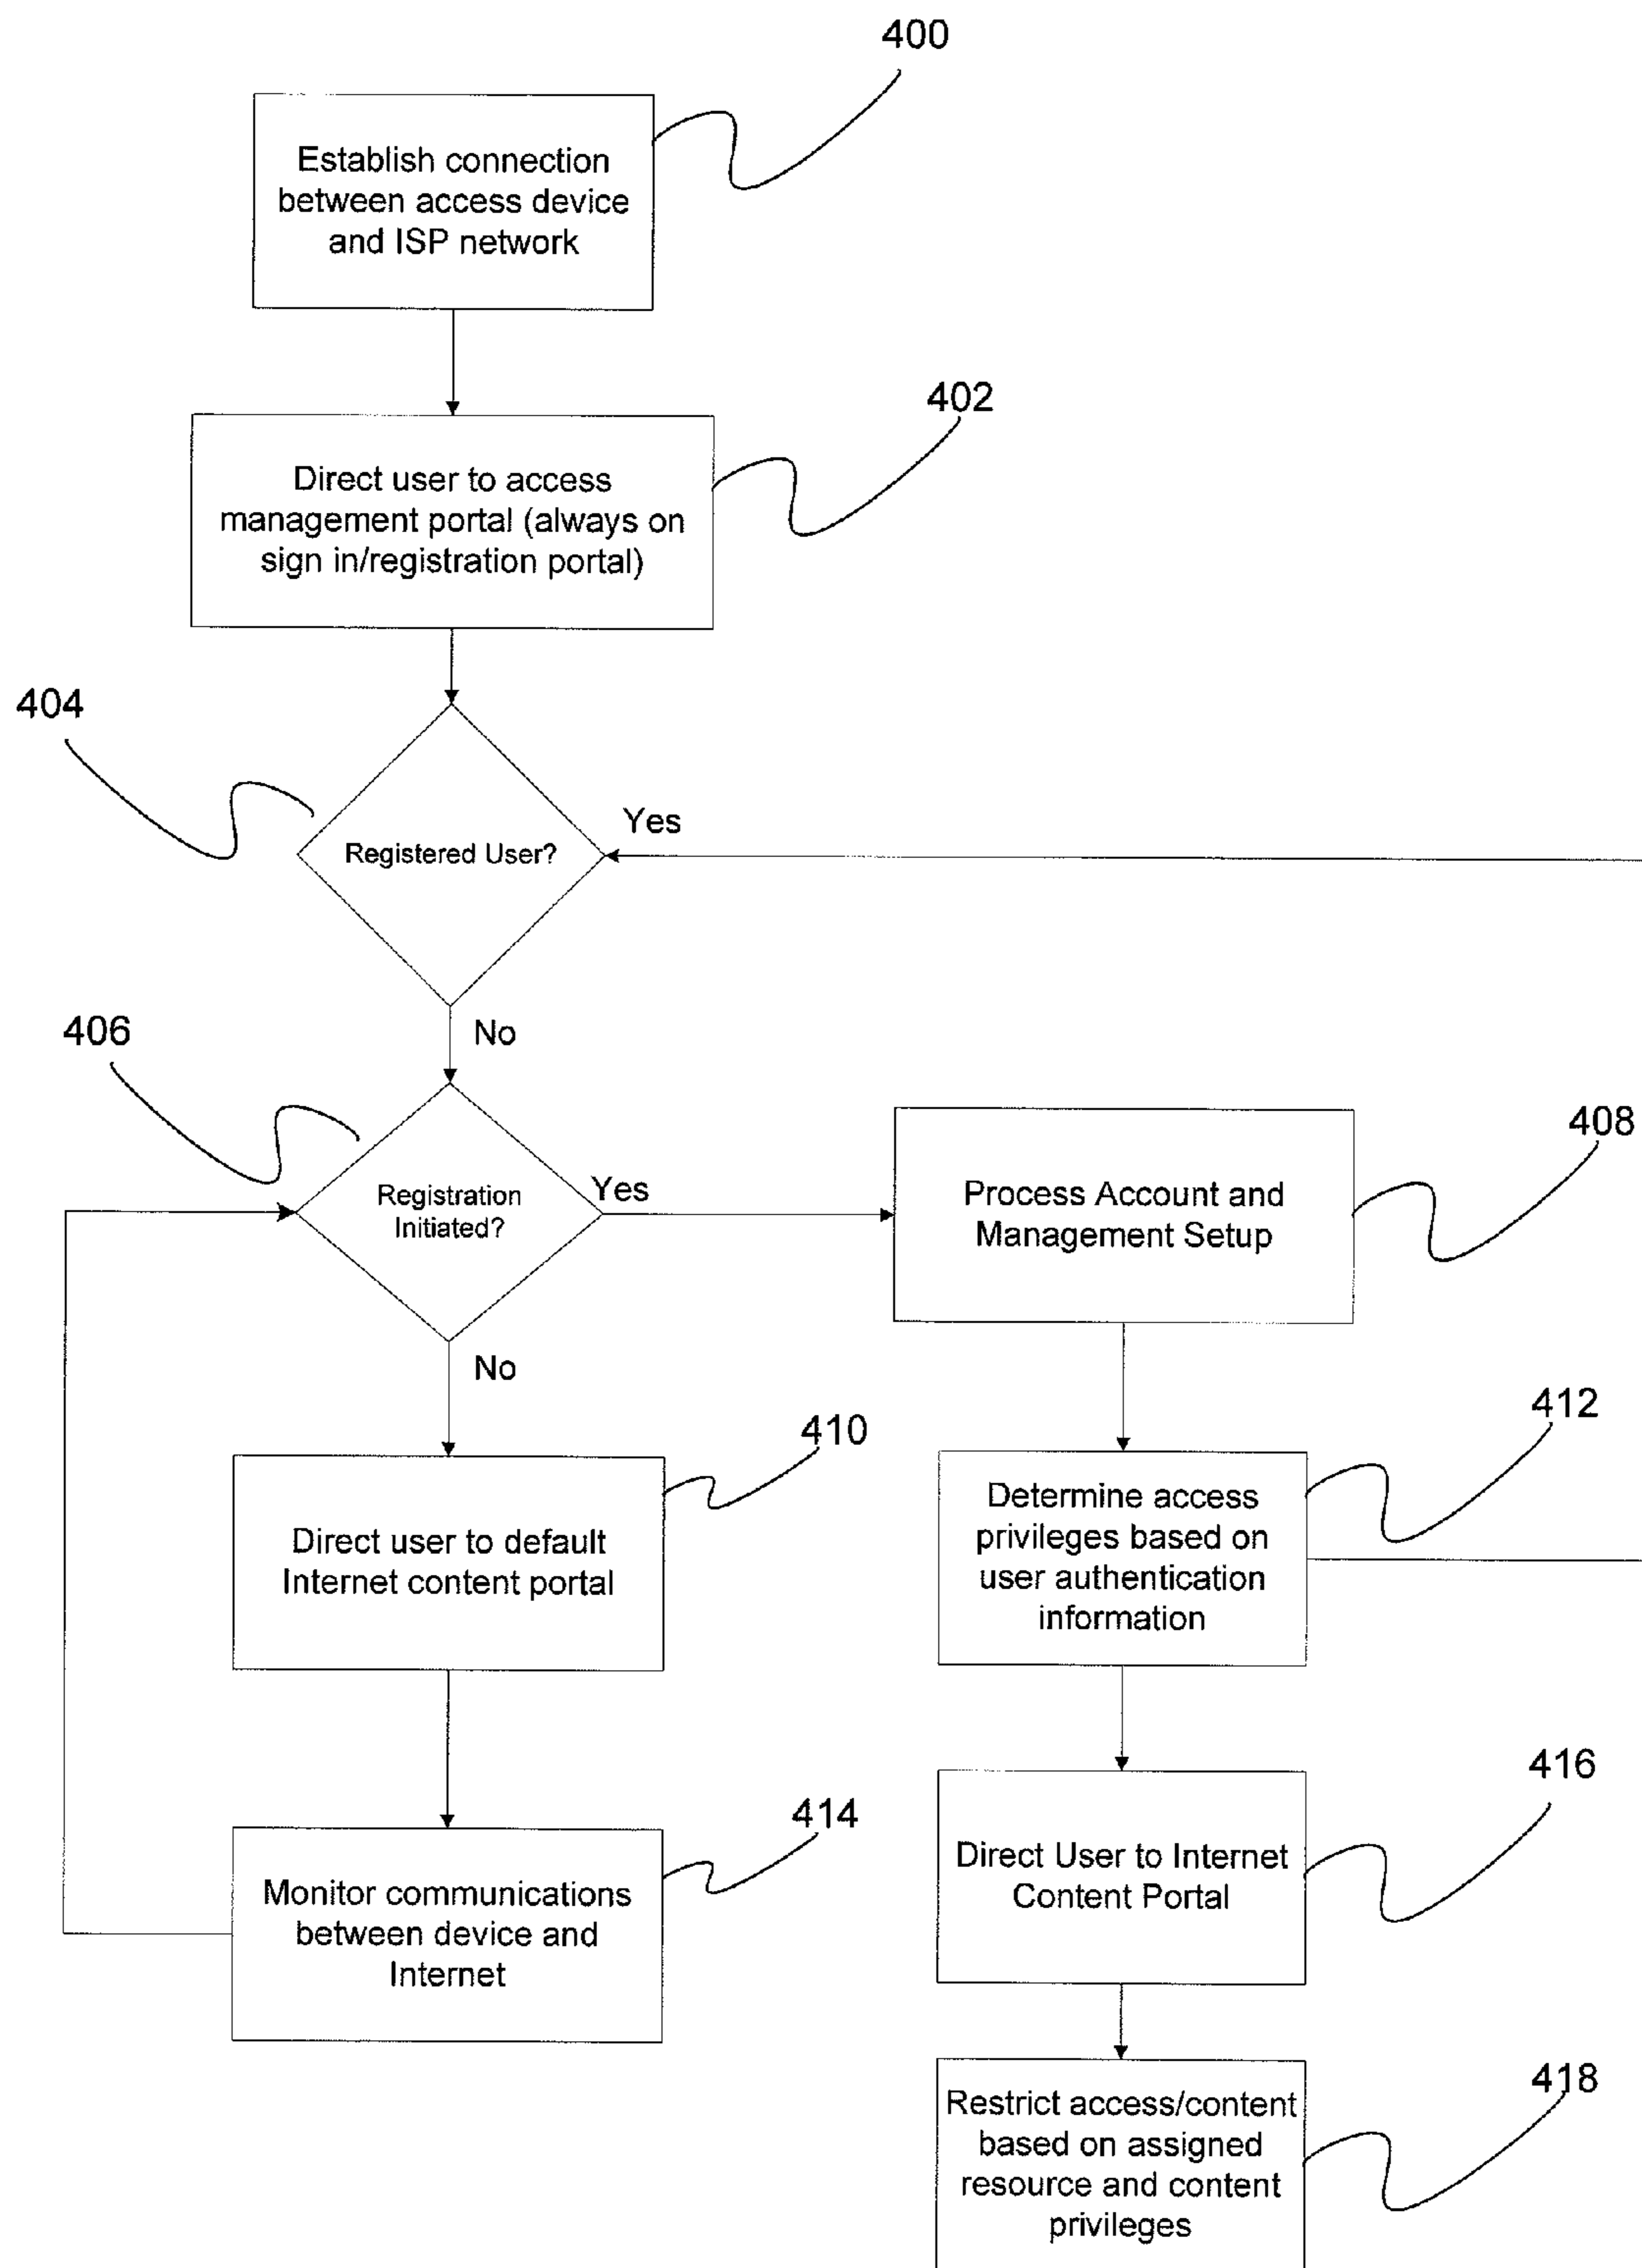 400
Establish connection
between access device
and ISP network
402
Direct user to access
management portal (always on
sign in/registration portal)
404
Registered User?
Yes
No
406
Registration
Initiated?
Yes
No
408
Process Account and
Management Setup
410
Direct user to default
Internet content portal
412
Determine access
privileges based on
user authentication
information
414
Monitor communications
between device and
Internet
416
Direct User to Internet
Content Portal
418
Restrict access/content
based on assigned
resource and content
privileges